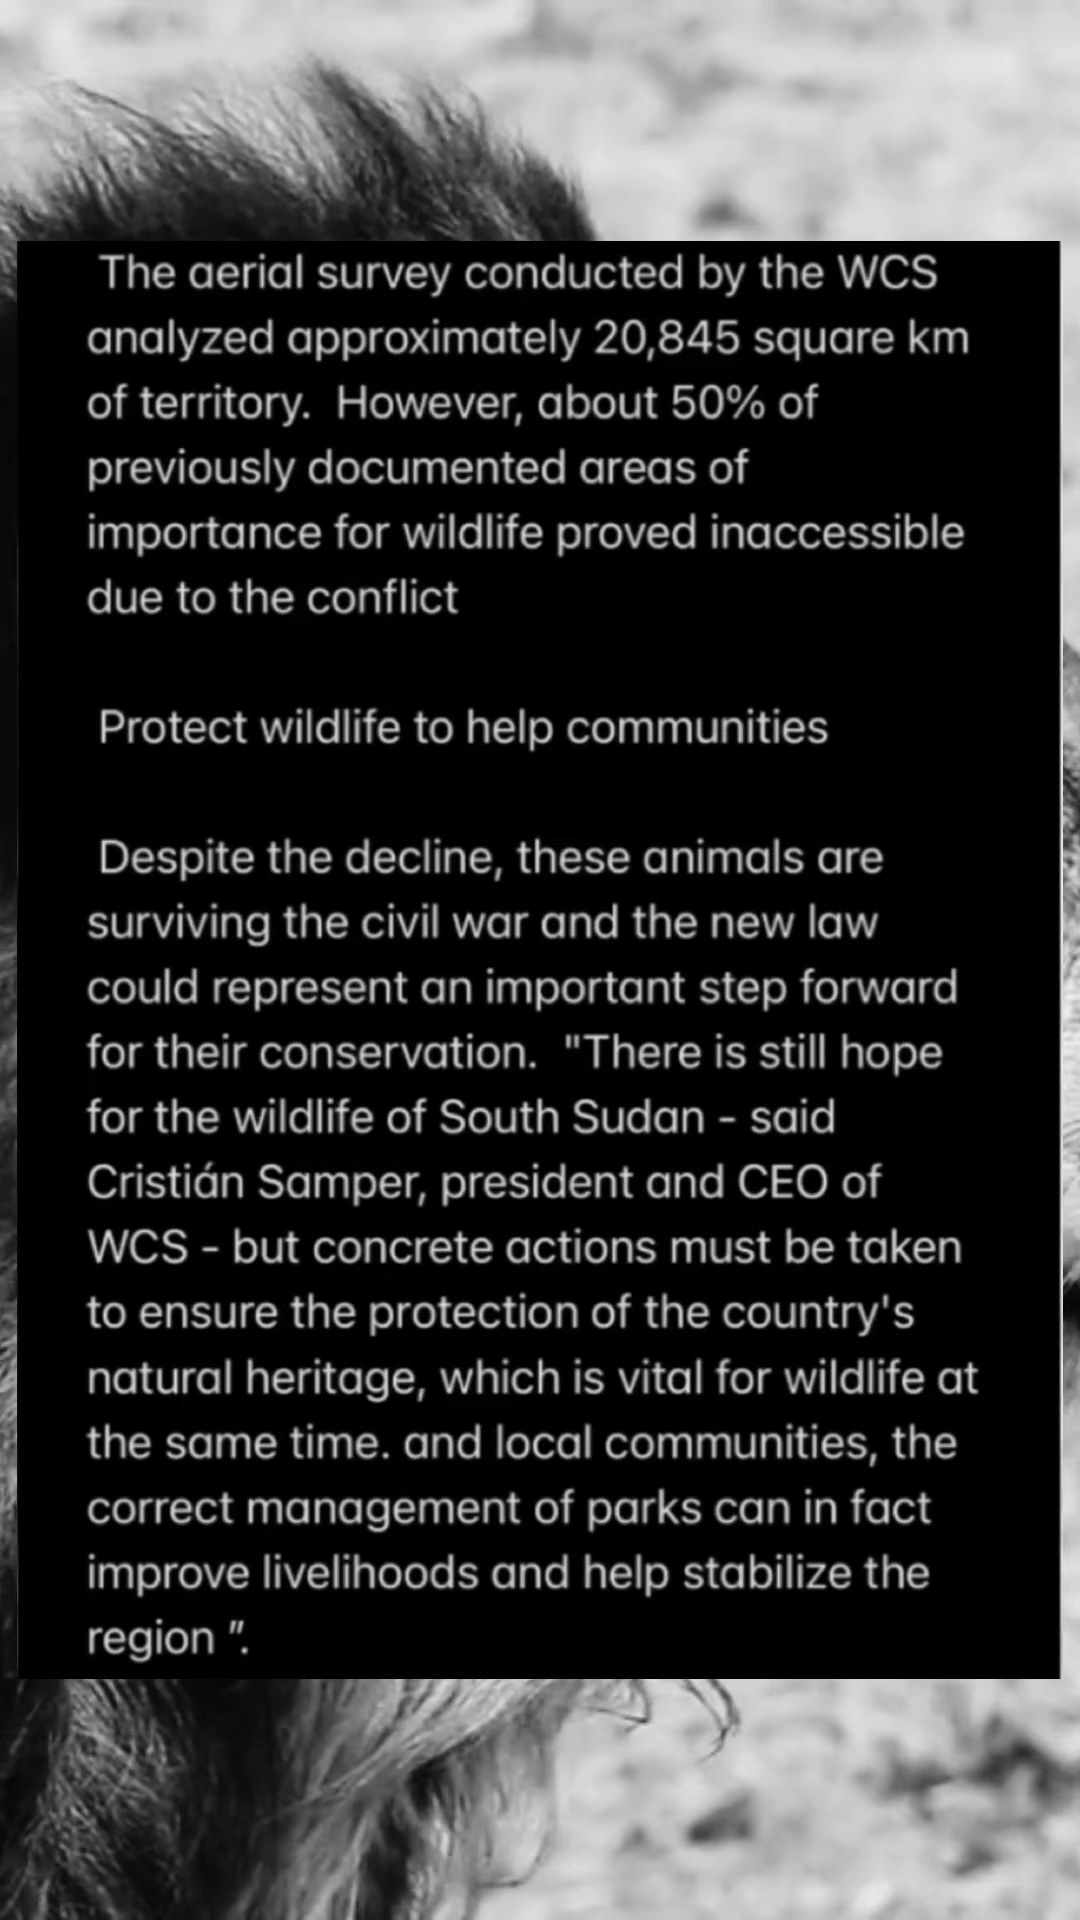 The aerial survey conducted by the WCS
analyzed approximately 20,845 square km
of territory.  However, about 50% of
previously documented areas of
importance for wildlife proved inaccessible
due to the conflict
Protect wildlife to help communities
Despite the decline, these animals are
surviving the civil war and the new law
could represent an important step forward
for their conservation.  "There is still hope
for the wildlife of South Sudan - said
Cristián Samper, president and CEO of
WCS - but concrete actions must be taken
to ensure the protection of the country's
natural heritage, which is vital for wildlife at
the same time. and local communities, the
correct management of parks can in fact
improve livelihoods and help stabilize the
region ”.